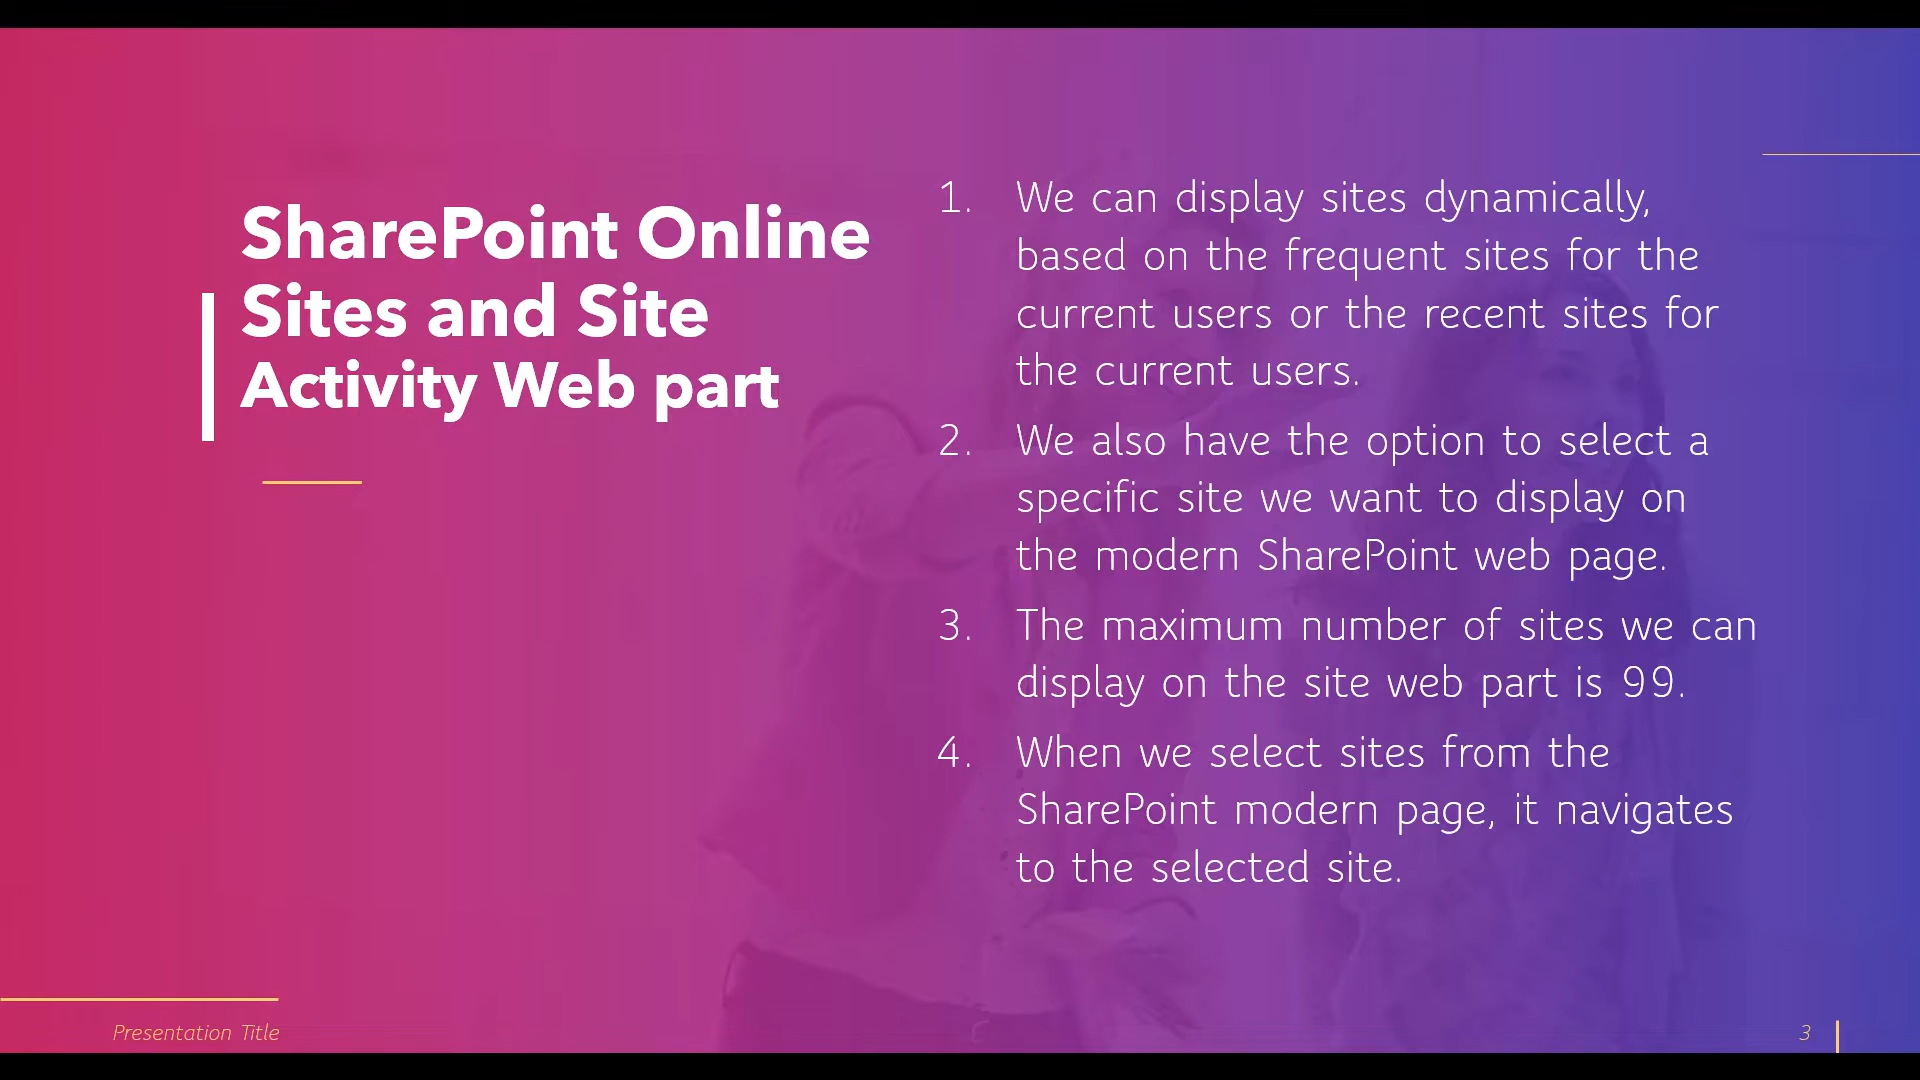 SharePoint Online
Sites and Site
Activity Web part
1. We can display sites dynamically,
based on the frequent sites for the
current users or the recent sites for
the current users.
2. We also have the option to select a
specific site we want to display on
the modern SharePoint web page.
3. The maximum number of sites we can
display on the site web part is 99.
4. When we select sites from the
SharePoint modern page, it navigates
to the selected site.
Presentation Title
3